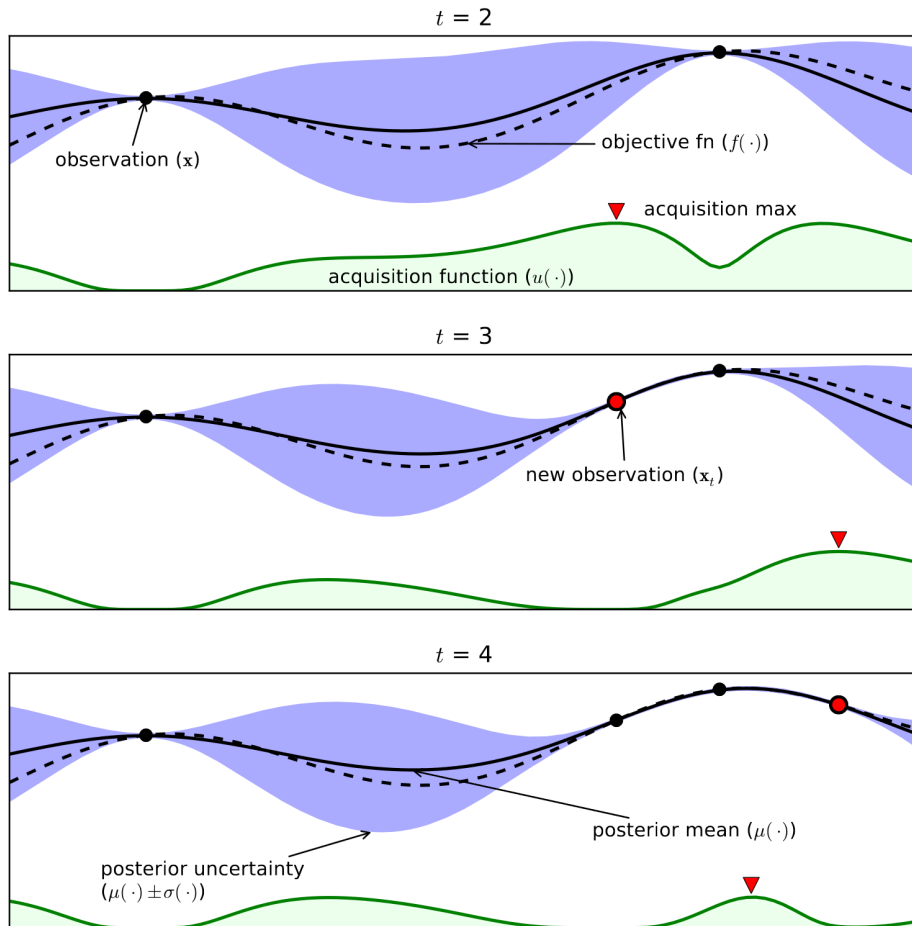 t = 2
observation (x)
objective fn (f(·))
acquisition max
acquisition function (u(·))
t = 3
new observation (xₜ)
t = 4
posterior mean (μ(·))
posterior uncertainty
(μ(·)±σ(·))